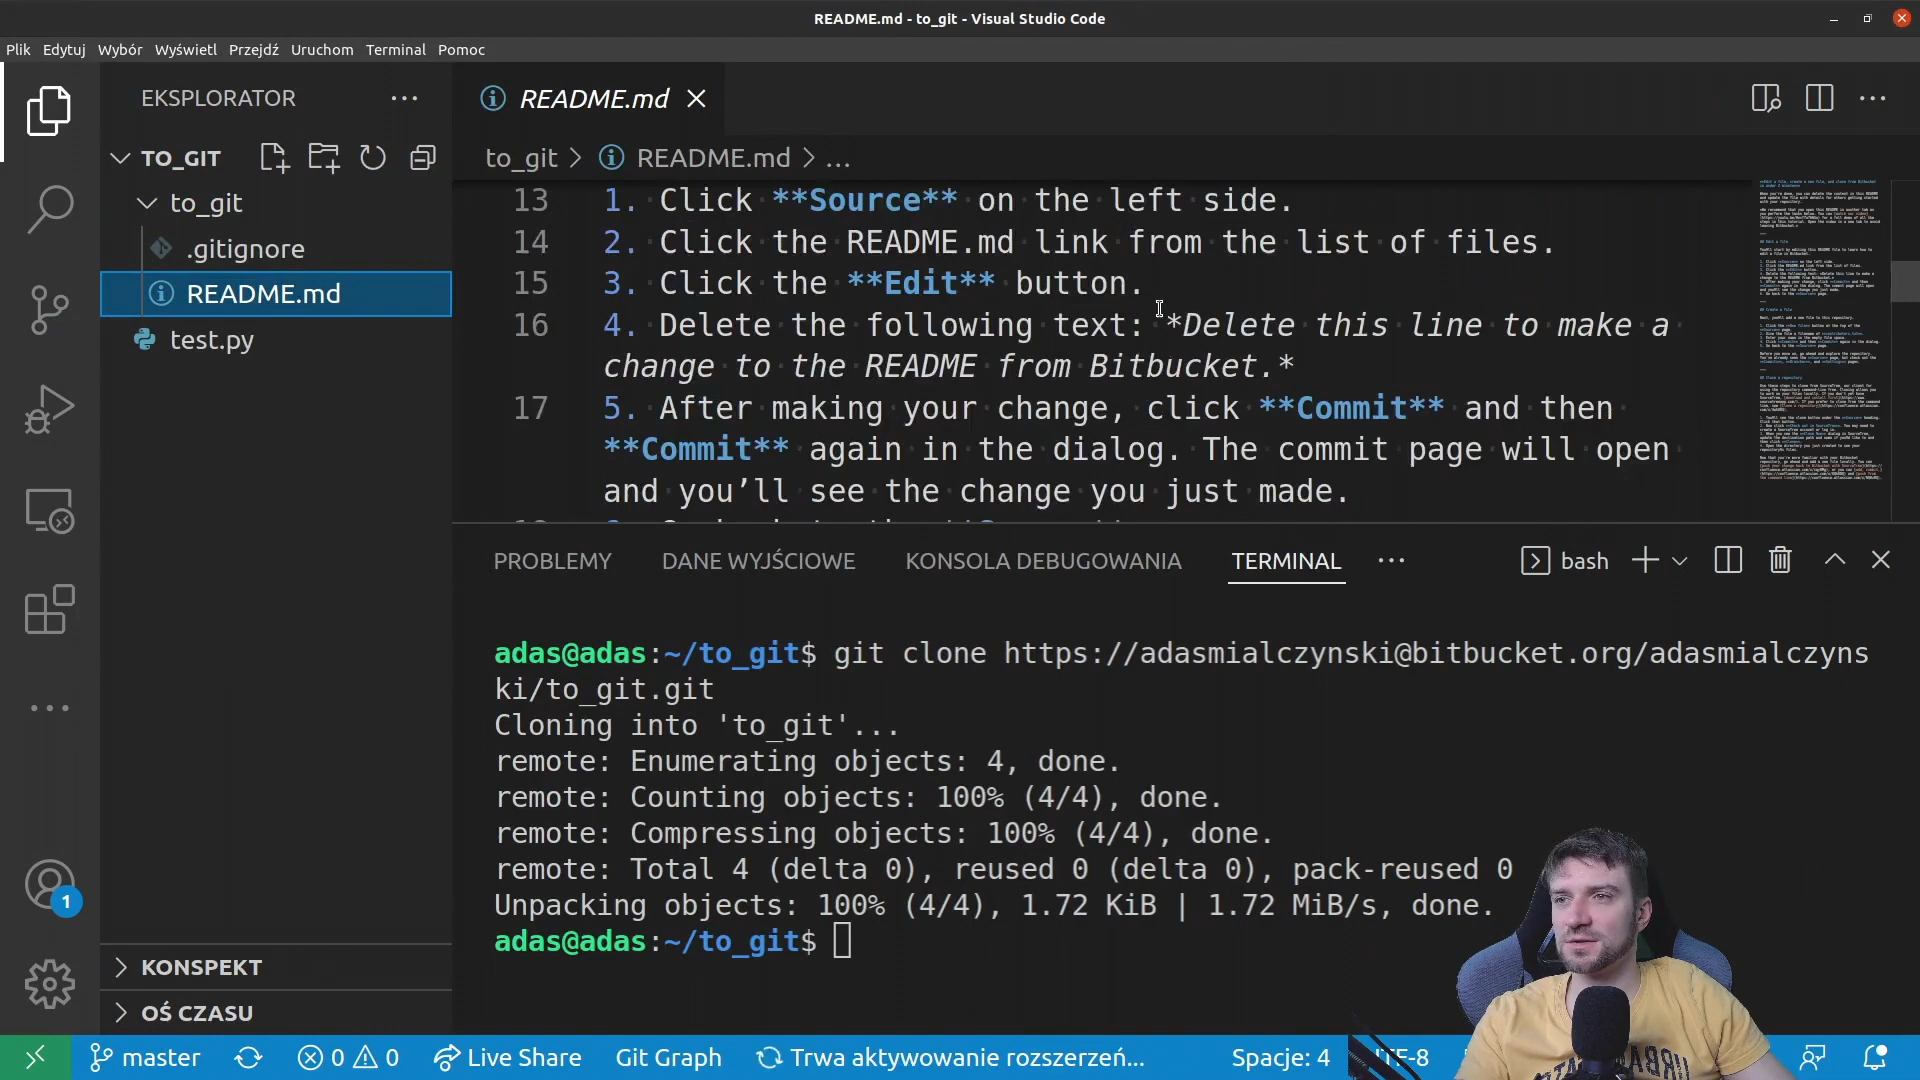 README.md - to_git - Visual Studio Code
Plik Edytuj Wybór Wyświetl Przejdź Uruchom Terminal Pomoc
EKSPLORATOR
README.md
TO_GIT
to_git > README.md > ...
to_git
.gitignore
README.md
test.py
13 1. Click **Source** on the left side.
14 2. Click the README.md link from the list of files.
15 3. Click the **Edit** button.
16 4. Delete the following text: *Delete this line to make a
change to the README from Bitbucket.*
17 5. After making your change, click **Commit** and then
**Commit** again in the dialog. The commit page will open
and you’ll see the change you just made.
PROBLEMY DANE WYJŚCIOWE KONSOLA DEBUGOWANIA TERMINAL
bash
adas@adas:~/to_git$ git clone https://adasmialczynski@bitbucket.org/adasmialczyns
ki/to_git.git
Cloning into 'to_git'...
remote: Enumerating objects: 4, done.
remote: Counting objects: 100% (4/4), done.
remote: Compressing objects: 100% (4/4), done.
remote: Total 4 (delta 0), reused 0 (delta 0), pack-reused 0
Unpacking objects: 100% (4/4), 1.72 KiB | 1.72 MiB/s, done.
adas@adas:~/to_git$
1
KONSPEKT
OŚ CZASU
master 0 0 Live Share Git Graph Trwa aktywowanie rozszerzeń... Spacje: 4